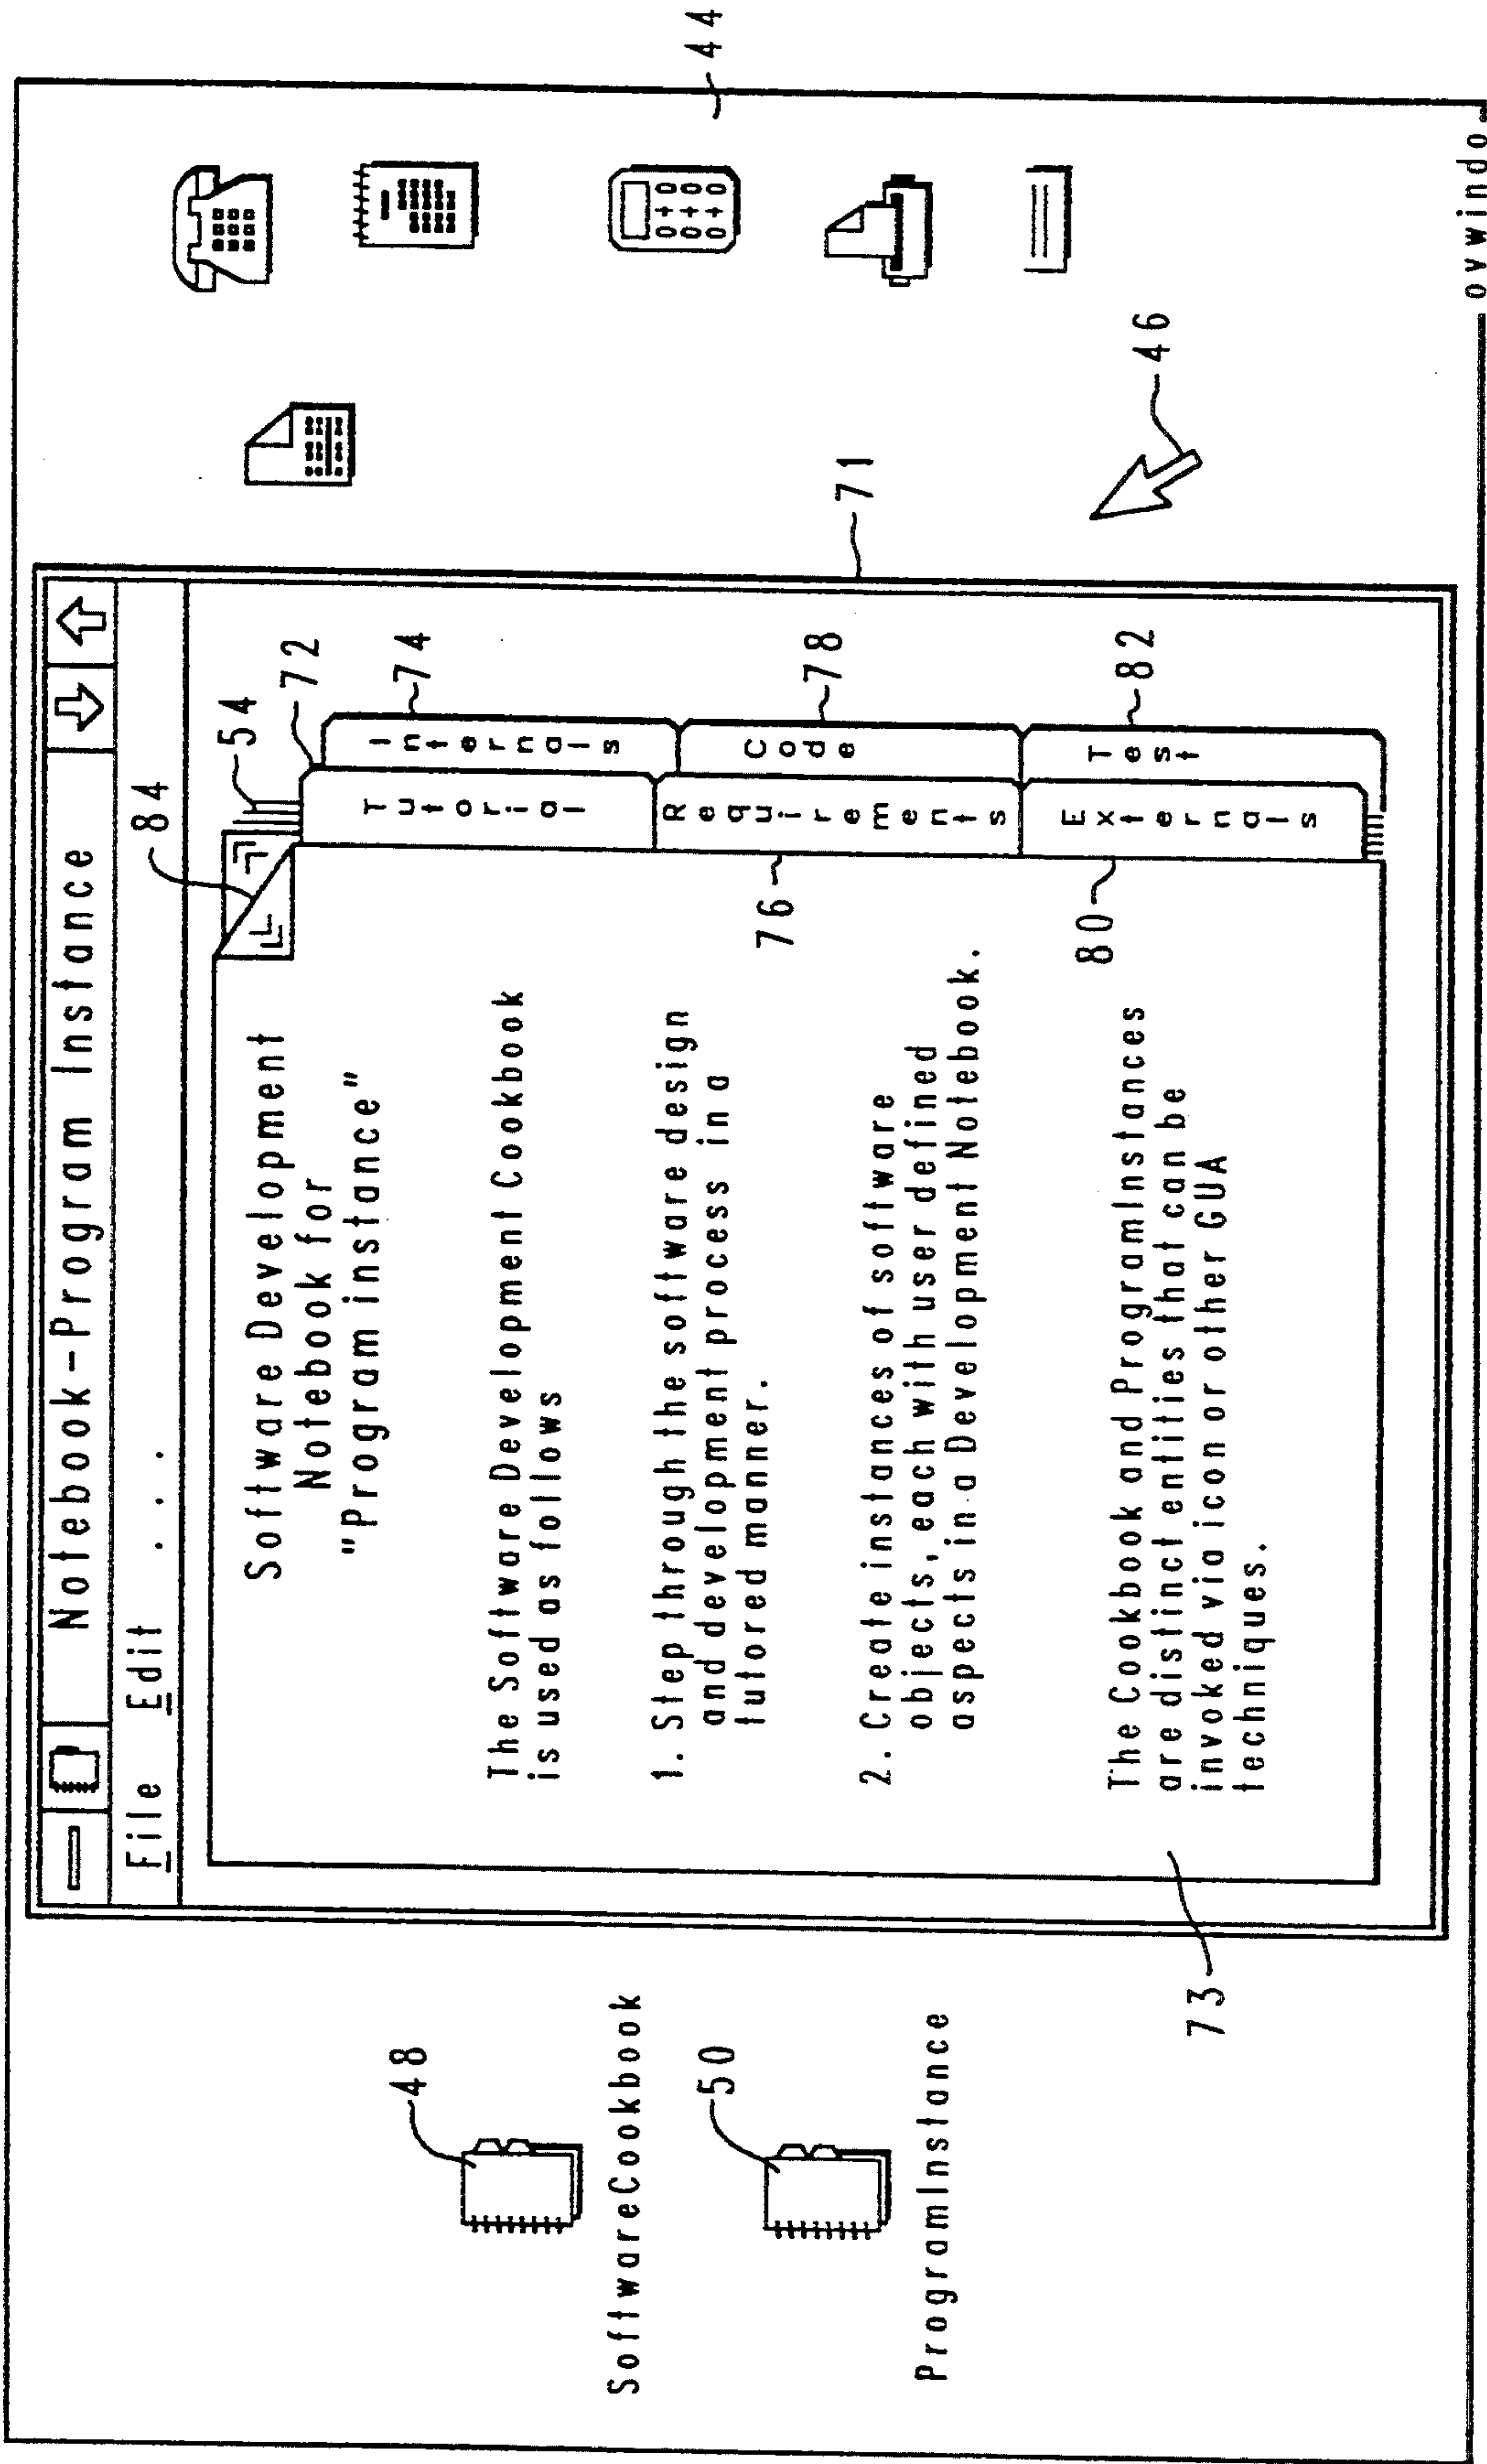 Notebook-Program Instance
File Edit ...
84
54
72
Software Development
Notebook for
"Program instance"
The Software Development Cookbook
is used as follows
1. Step through the software design
and development process in a
tutored manner.
2. Create instances of software
objects, each with user defined
aspects in a Development Notebook.
The Cookbook and ProgramInstances
are distinct entities that can be
invoked via icon or other GUA
techniques.
Tutorial
Requirements
Externals
Internals
Code
Test
74
76
78
80
82
73
71
48
SoftwareCookbook
50
ProgramInstance
46
44
ovwindo